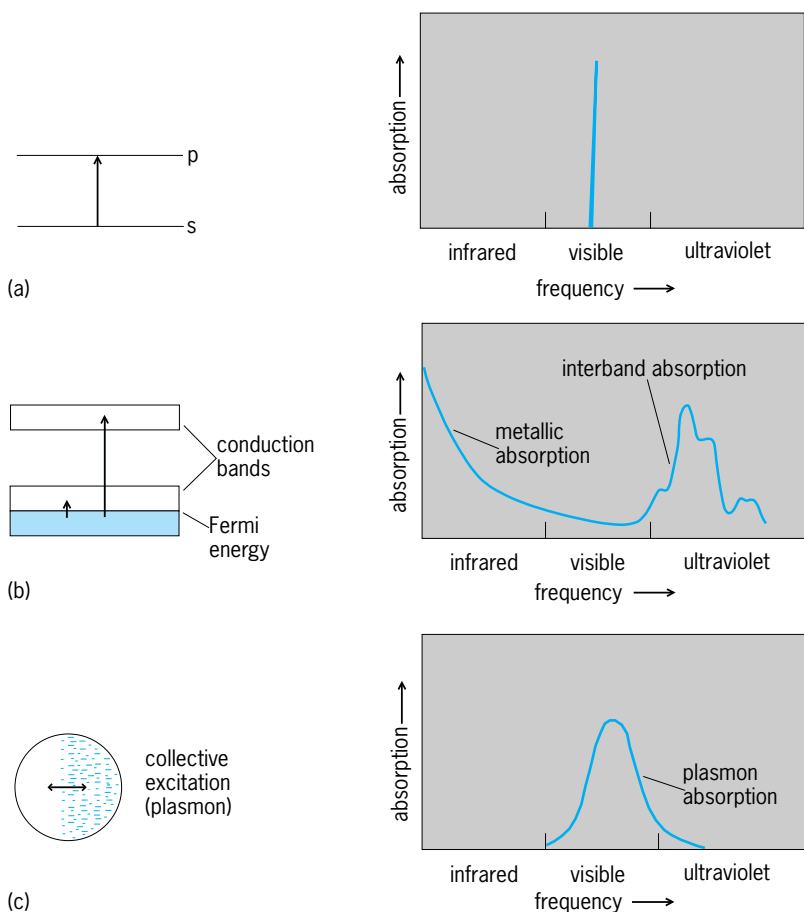 p
s
absorption
infrared visible ultraviolet
frequency
(a)
conduction
bands
Fermi
energy
absorption
interband absorption
metallic
absorption
infrared visible ultraviolet
frequency
(b)
collective
excitation
(plasmon)
absorption
plasmon
absorption
infrared visible ultraviolet
frequency
(c)